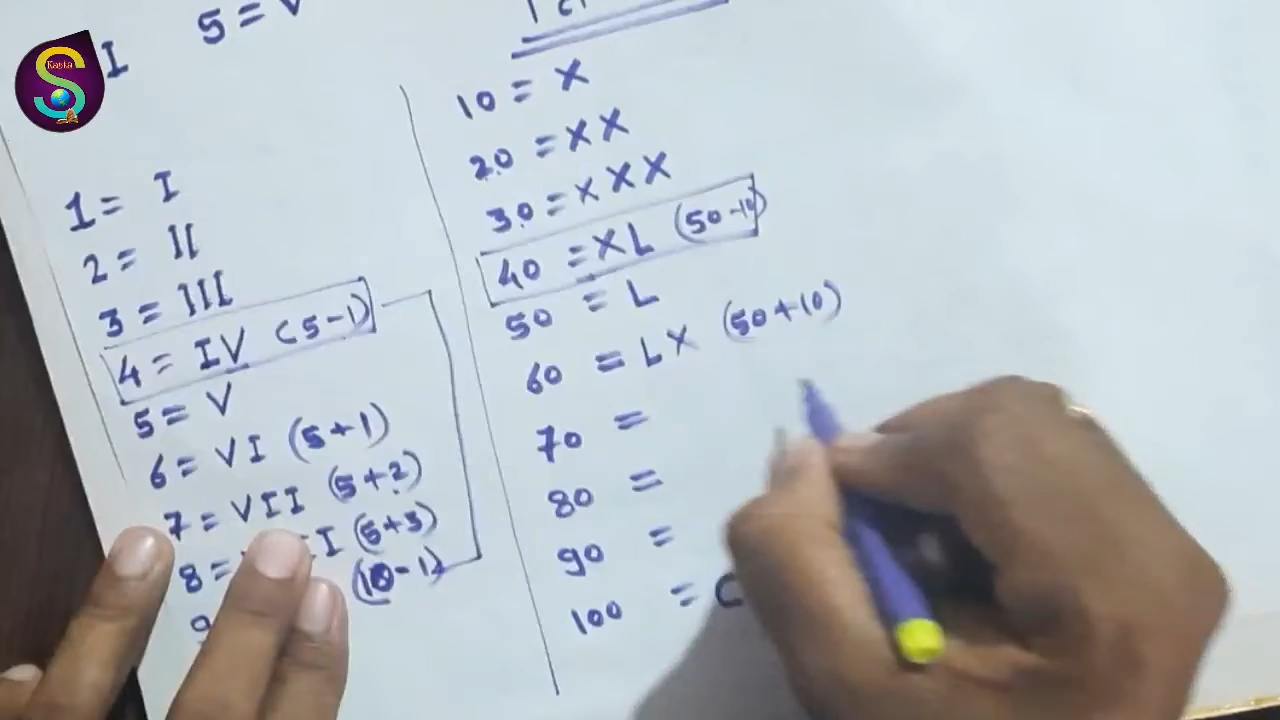 Kaska
S
I 5 = V
1 = I
2 = II
3 = III
4 = IV (5-1)
5 = V
6 = VI (5+1)
7 = VII (5+2)
8 = I (5+3)
9 (10-1)
10 = X
20 = XX
30 = XXX
40 = XL (50-10)
50 = L
60 = LX (50+10)
70 =
80 =
90 =
100 = C